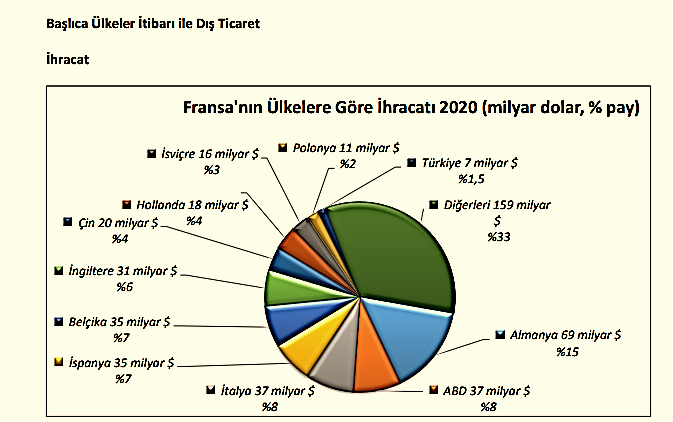 Başlıca Ülkeler İtibarı ile Dış Ticaret
İhracat
Fransa'nın Ülkelere Göre İhracatı 2020 (milyar dolar, % pay)
İsviçre 16 milyar $
%3
Polonya 11 milyar $
%2
Türkiye 7 milyar $
%1,5
Hollanda 18 milyar $
%4
Diğerleri 159 milyar
$
%33
Çin 20 milyar $
%4
İngiltere 31 milyar $
%6
Belçika 35 milyar $
%7
Almanya 69 milyar $
%15
İspanya 35 milyar $
%7
İtalya 37 milyar $
%8
ABD 37 milyar $
%8